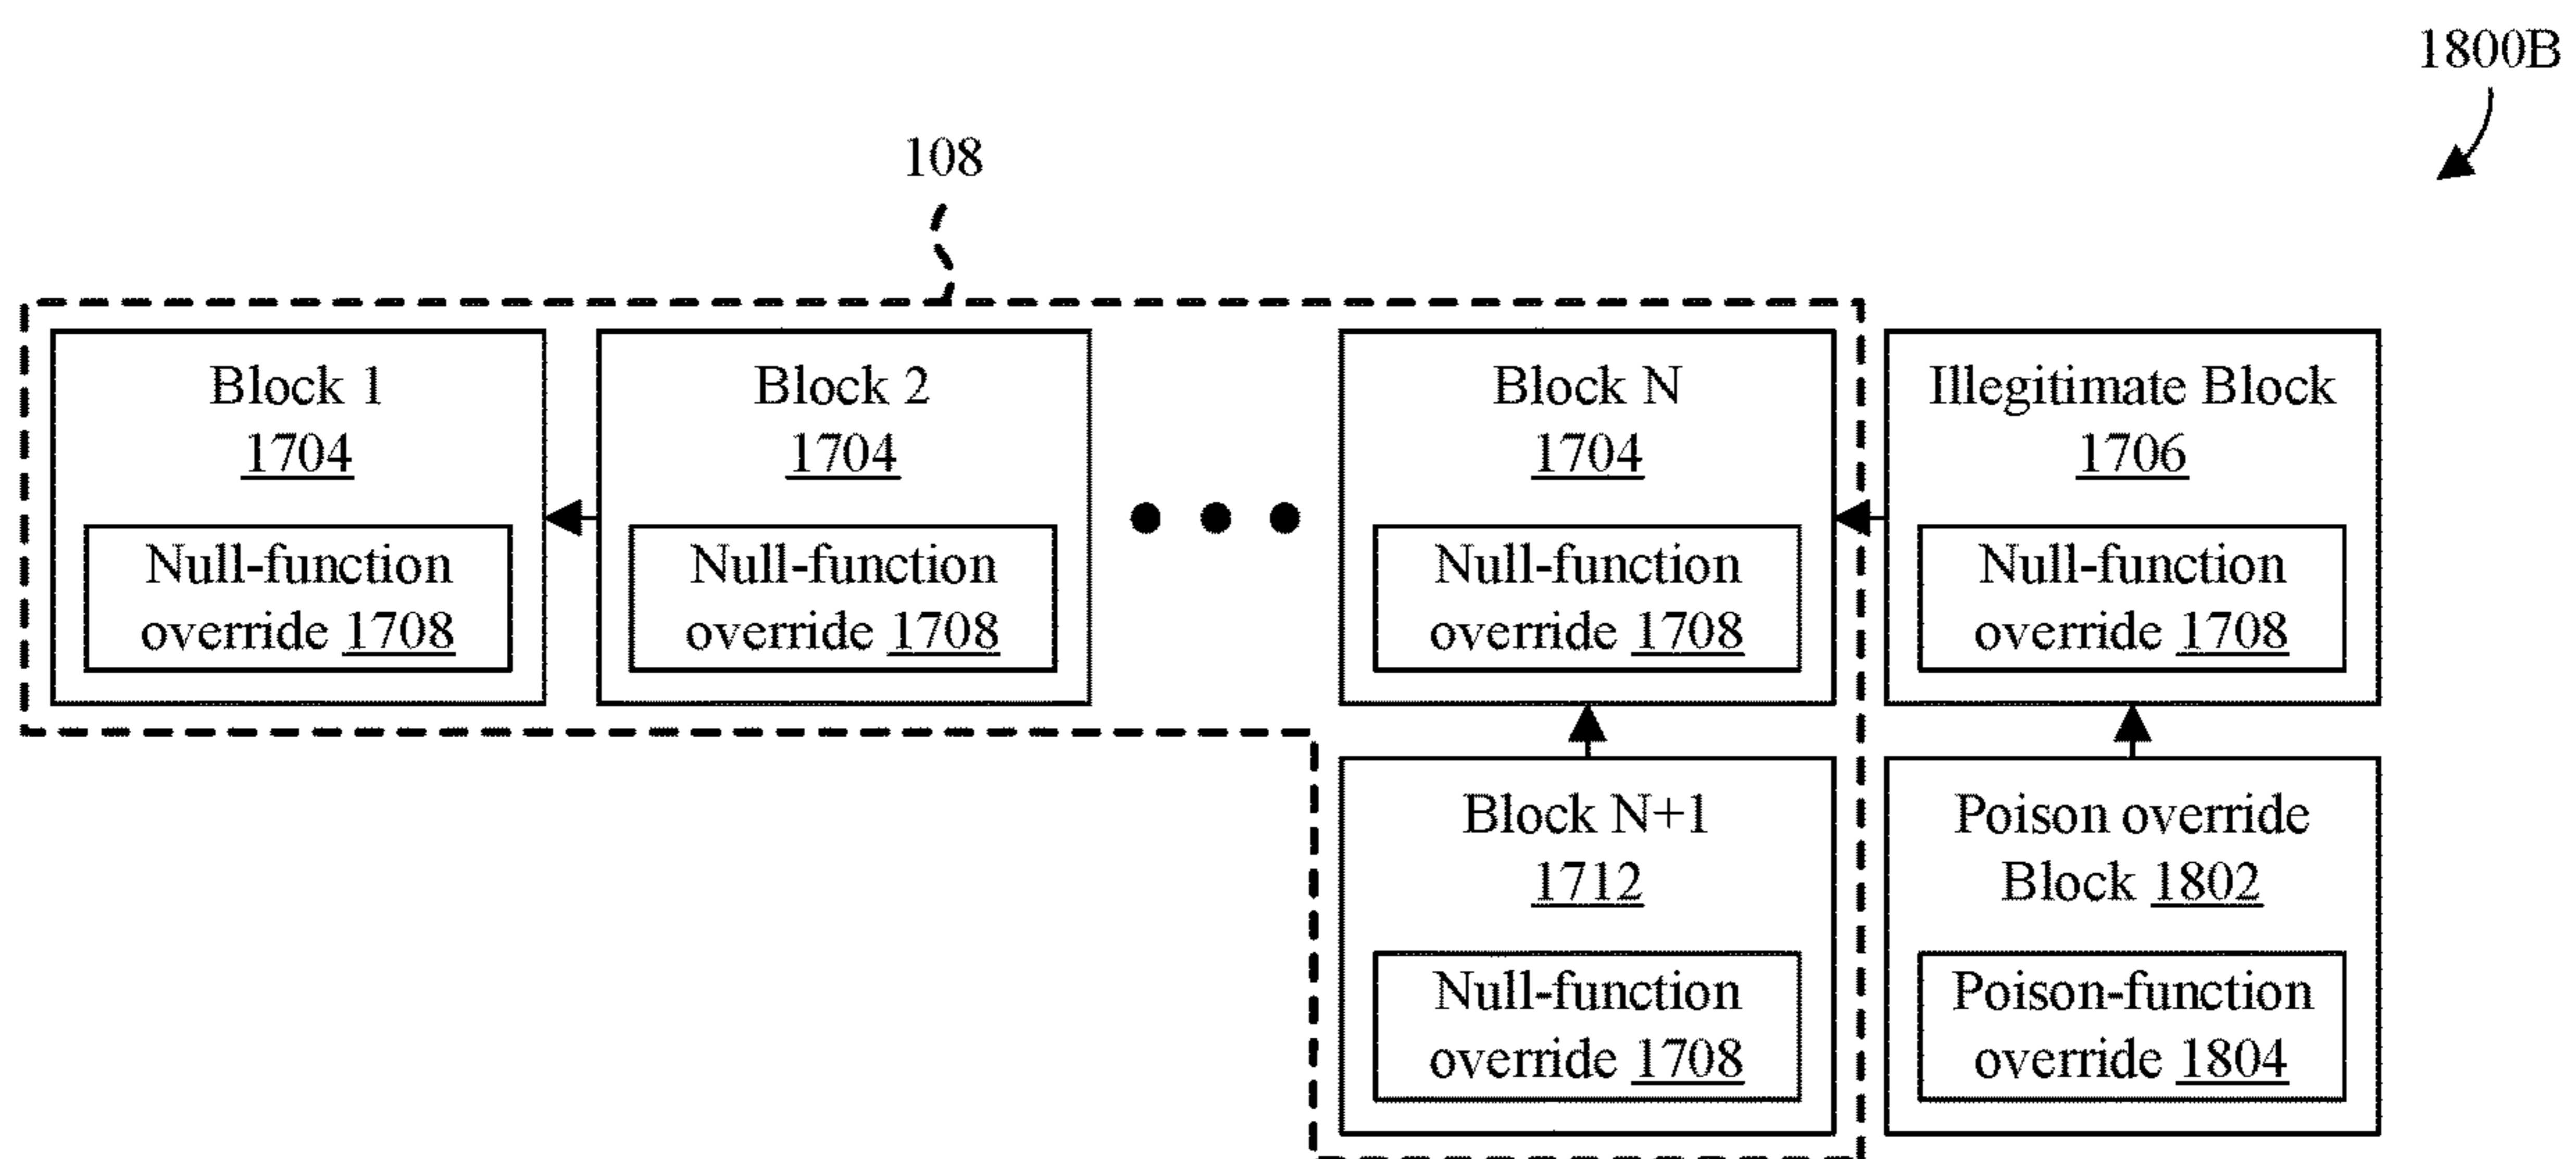 1800B
108
Block 1
1704
Null-function
override 1708
Block 2
1704
Null-function
override 1708
Block N
1704
Null-function
override 1708
Illegitimate Block
1706
Null-function
override 1708
Block N+1
1712
Null-function
override 1708
Poison override
Block 1802
Poison-function
override 1804